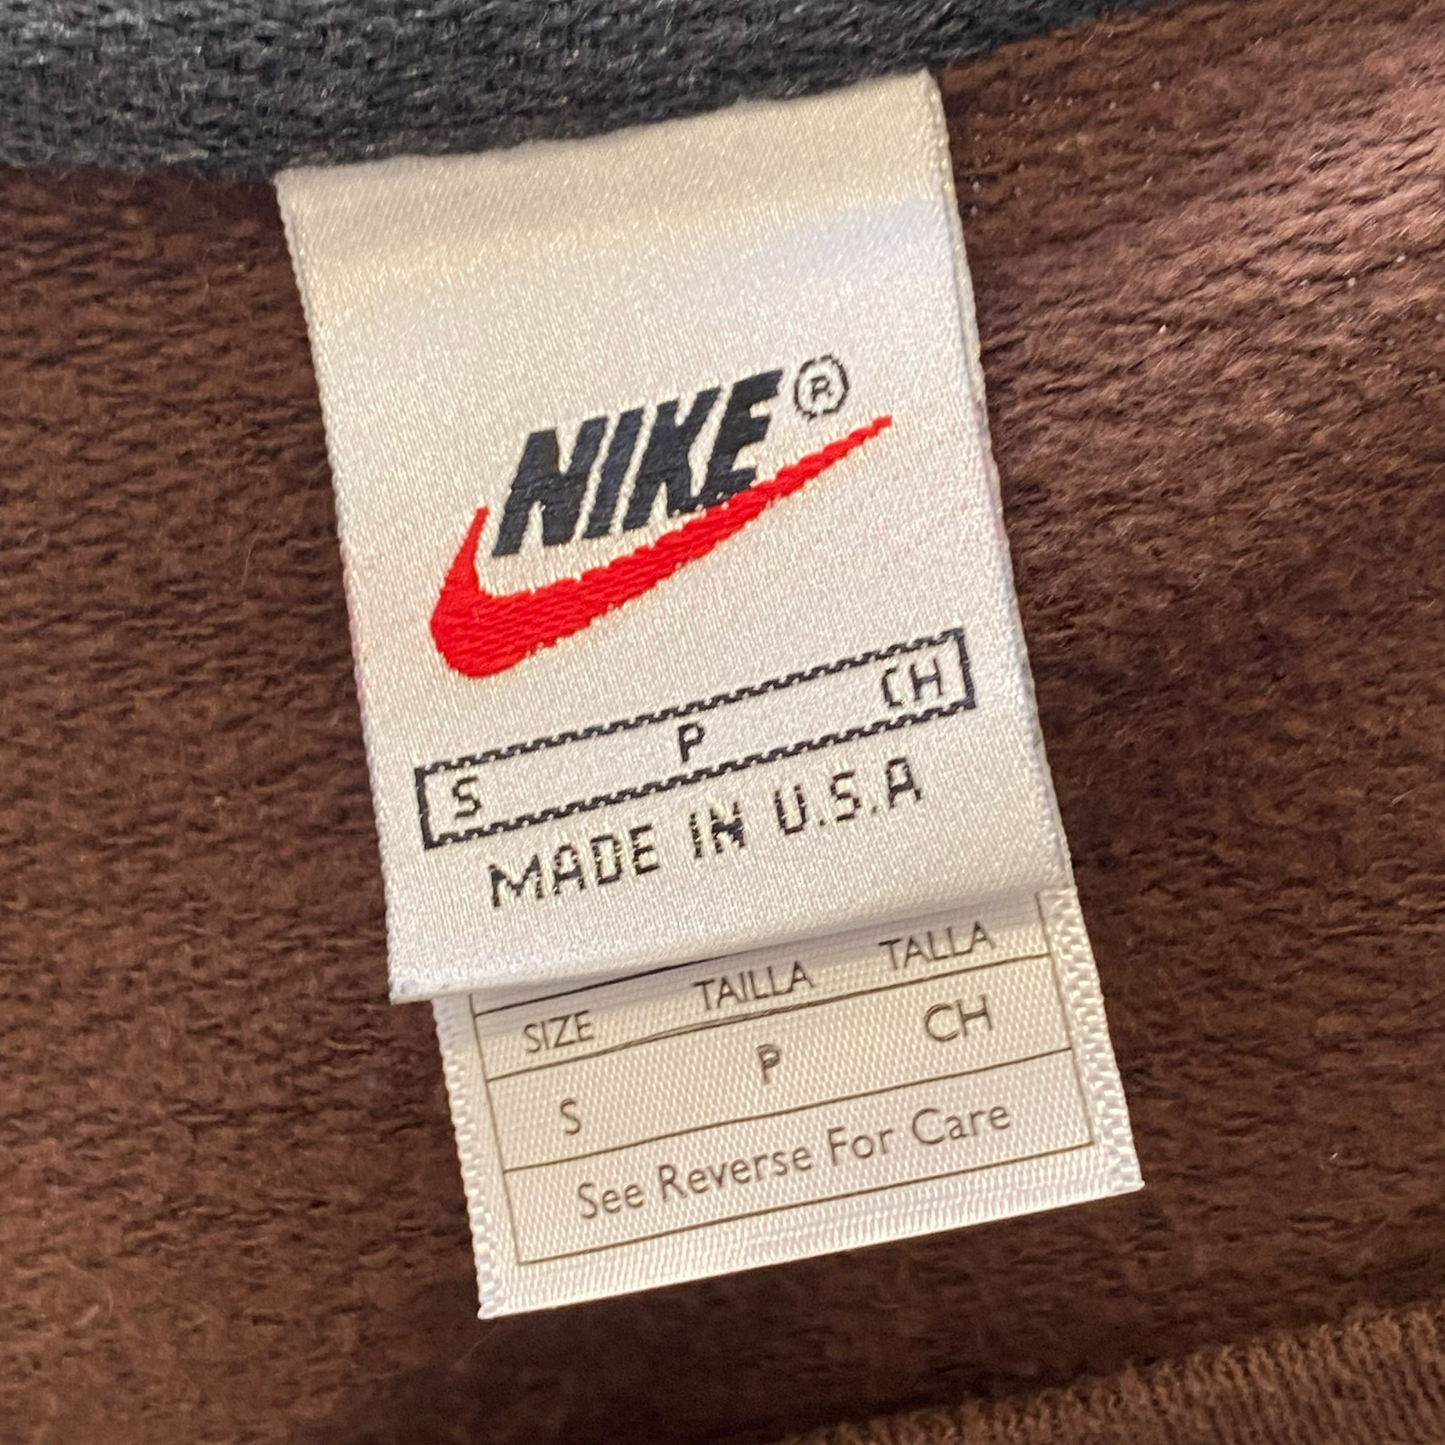 NIKE®
S P CH
MADE IN U.S.A
SIZE TAILLA TALLA
S P CH
See Reverse For Care